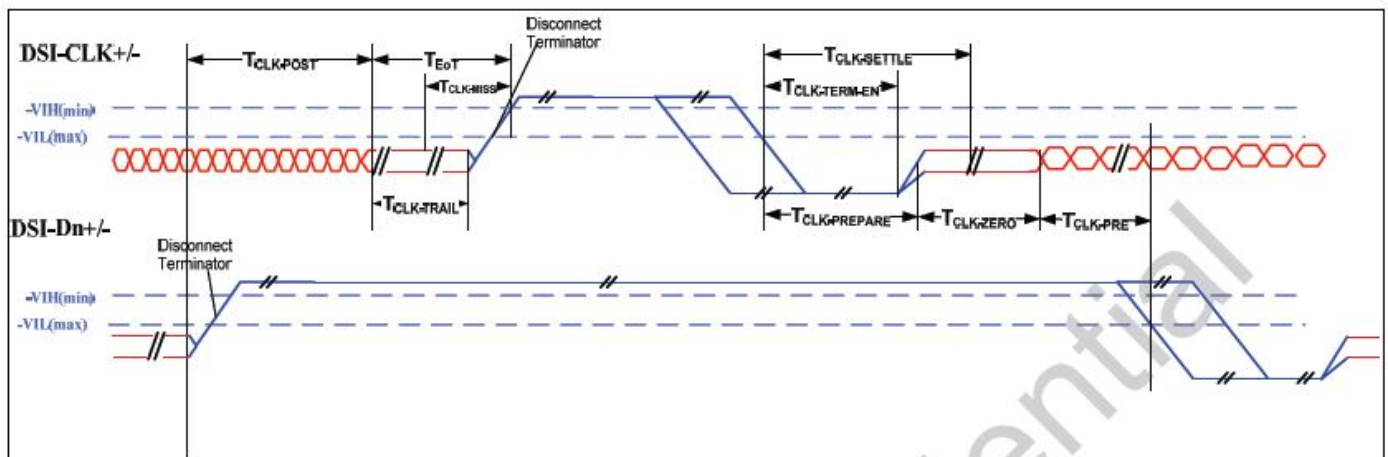 Disconnect
Terminator
DSI-CLK+/-
TCLK-POST
TEoT
TCLK-SETTLE
TCLK-MISS
TCLK-TERM-EN
-VIH(min)
-VIL(max)
TCLK-TRAIL
TCLK-PREPARE
TCLK-ZERO
TCLK-PRE
DSI-Dn+/-
Disconnect
Terminator
-VIH(min)
-VIL(max)
ential